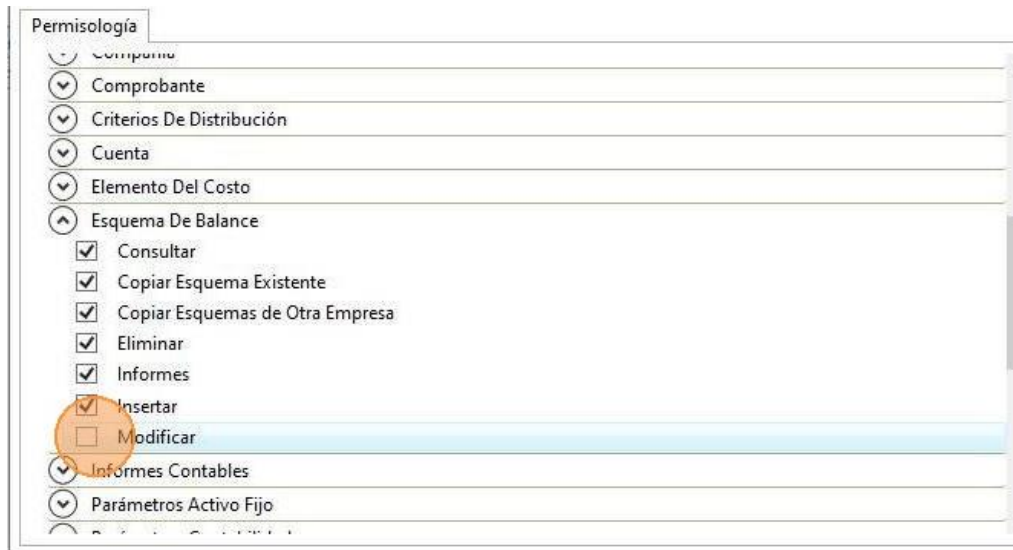 Permisología
Compañía
Comprobante
Criterios De Distribución
Cuenta
Elemento Del Costo
Esquema De Balance
Consultar
Copiar Esquema Existente
Copiar Esquemas de Otra Empresa
Eliminar
Informes
Insertar
Modificar
Informes Contables
Parámetros Activo Fijo